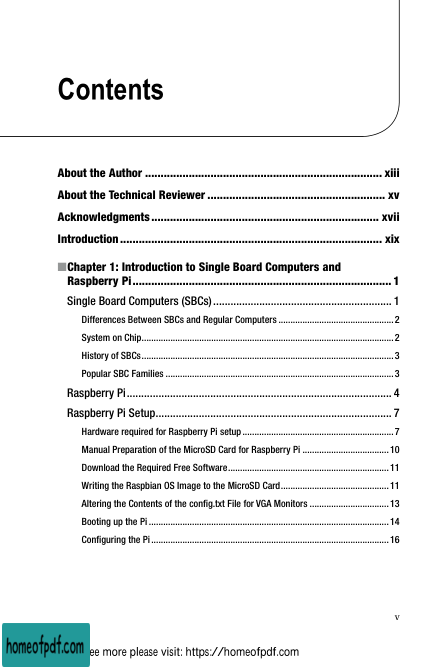 Contents
About the Author ........................................................................... xiii
About the Technical Reviewer ........................................................ xv
Acknowledgments ........................................................................ xvii
Introduction .................................................................................. xix
■Chapter 1: Introduction to Single Board Computers and
Raspberry Pi .................................................................................. 1
Single Board Computers (SBCs) ............................................................. 1
Differences Between SBCs and Regular Computers ................................................ 2
System on Chip ......................................................................................................... 2
History of SBCs ......................................................................................................... 3
Popular SBC Families ............................................................................................... 3
Raspberry Pi ........................................................................................... 4
Raspberry Pi Setup ................................................................................. 7
Hardware required for Raspberry Pi setup ............................................................... 7
Manual Preparation of the MicroSD Card for Raspberry Pi .................................... 10
Download the Required Free Software ................................................................... 11
Writing the Raspbian OS Image to the MicroSD Card ............................................. 11
Altering the Contents of the config.txt File for VGA Monitors ................................. 13
Booting up the Pi .................................................................................................... 14
Configuring the Pi ................................................................................................... 16
v
homeofpdf.com
ee more please visit: https://homeofpdf.com